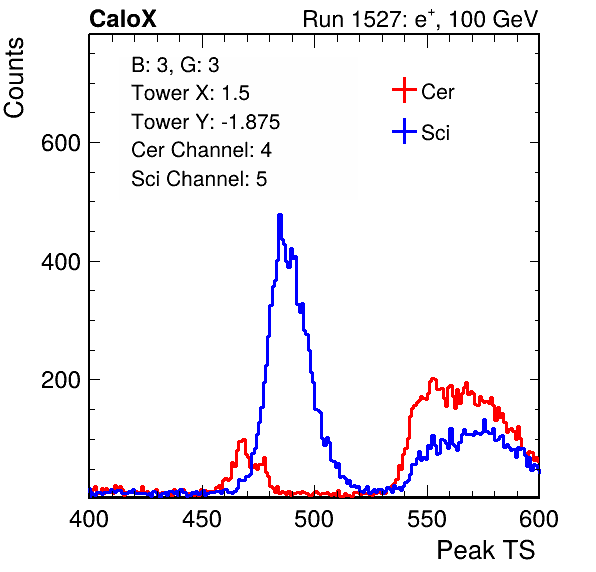 CaloX
Run 1527: e+, 100 GeV
Counts
B: 3, G: 3
Tower X: 1.5
Tower Y: -1.875
Cer Channel: 4
Sci Channel: 5
Cer
Sci
600
400
200
400 450 500 550 600
Peak TS